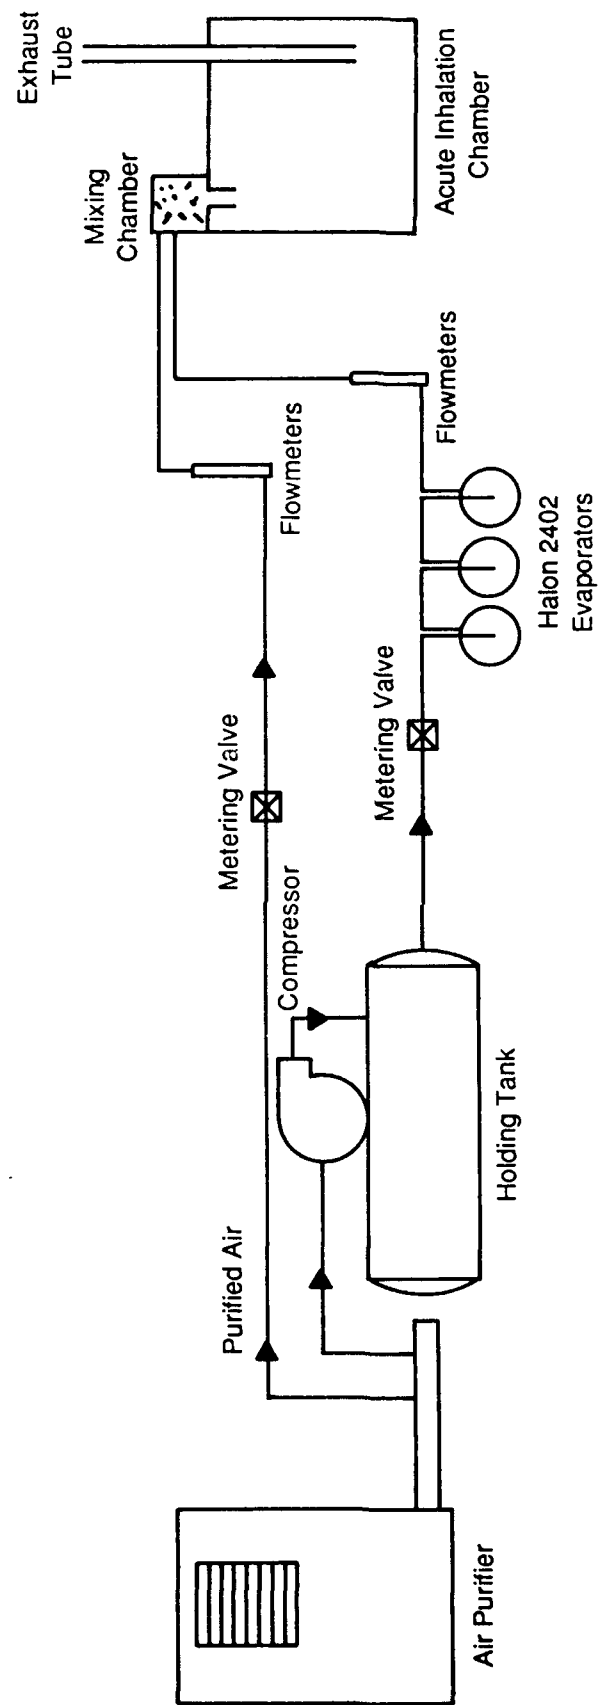 Exhaust
Tube
Mixing
Chamber
Acute Inhalation
Chamber
Flowmeters
Flowmeters
Metering Valve
Metering Valve
Halon 2402
Evaporators
Compressor
Purified Air
Holding Tank
Air Purifier